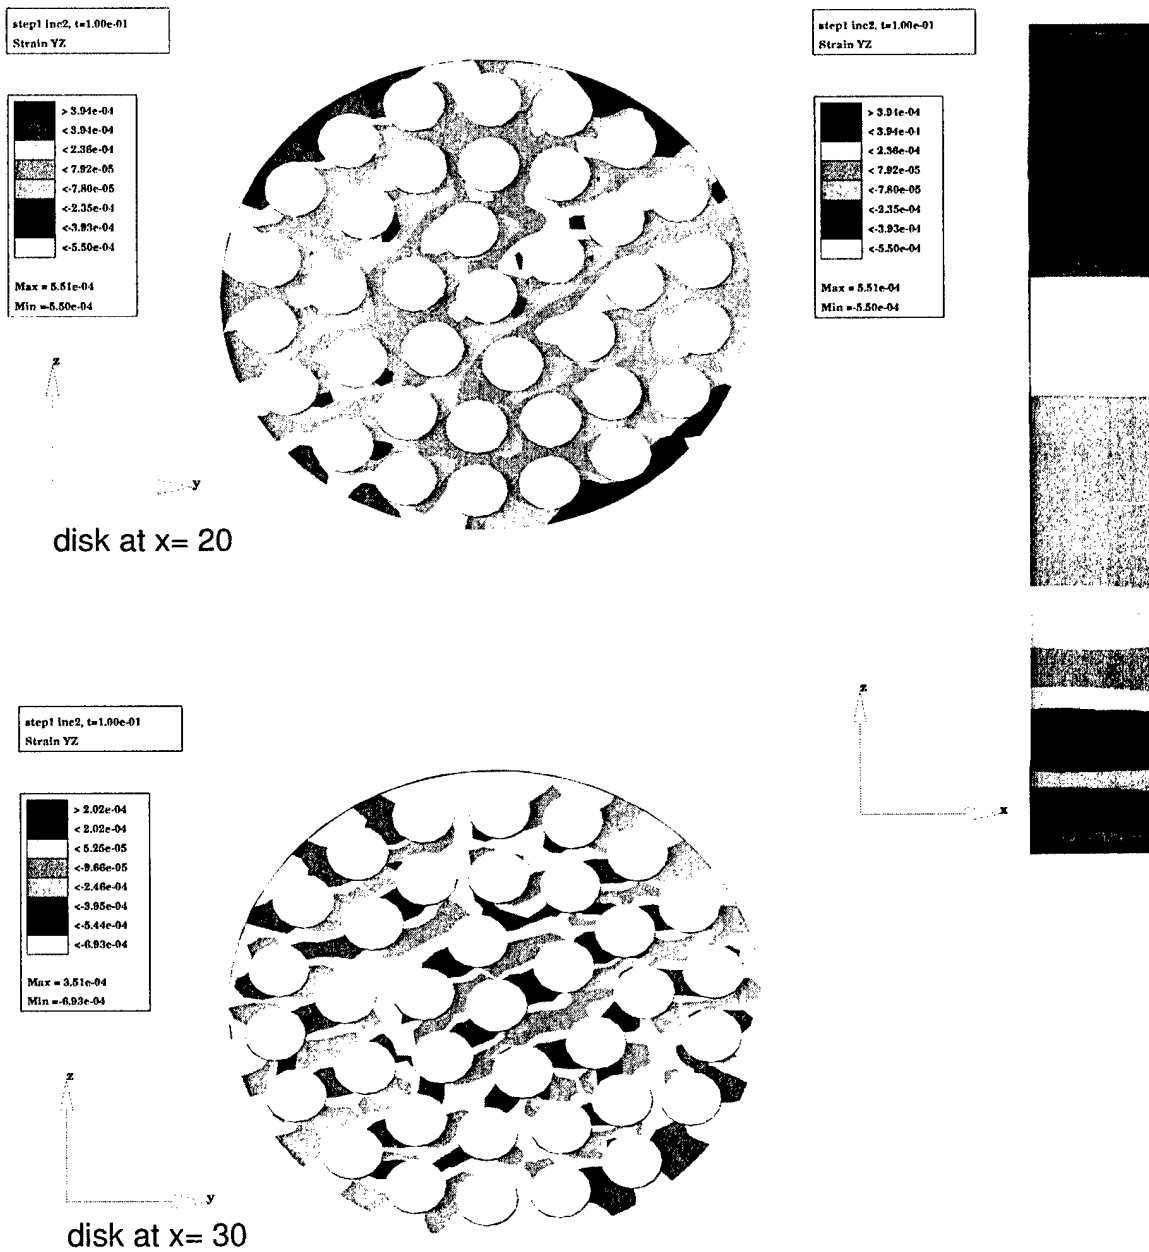 step1 inc2, t=1.00e-01
Strain YZ
> 3.94e-04
< 3.94e-04
< 2.36e-04
< 7.92e-05
<-7.80e-05
<-2.35e-04
<-3.93e-04
<-5.50e-04
Max = 5.51e-04
Min =-5.50e-04
z
y
disk at x= 20
step1 inc2, t=1.00e-01
Strain YZ
> 3.94e-04
< 3.94e-04
< 2.36e-04
< 7.92e-05
<-7.80e-05
<-2.35e-04
<-3.93e-04
<-5.50e-04
Max = 5.51e-04
Min =-5.50e-04
z
x
step1 inc2, t=1.00e-01
Strain YZ
> 2.02e-04
< 2.02e-04
< 5.25e-05
<-9.66e-05
<-2.46e-04
<-3.95e-04
<-5.44e-04
<-6.93e-04
Max = 3.51e-04
Min =-6.93e-04
z
y
disk at x= 30